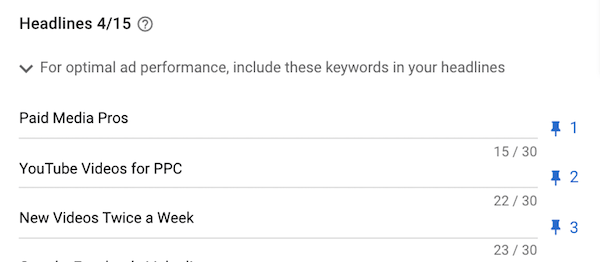 Headlines 4/15
For optimal ad performance, include these keywords in your headlines
Paid Media Pros
1
15 / 30
YouTube Videos for PPC
2
22 / 30
New Videos Twice a Week
3
23 / 30